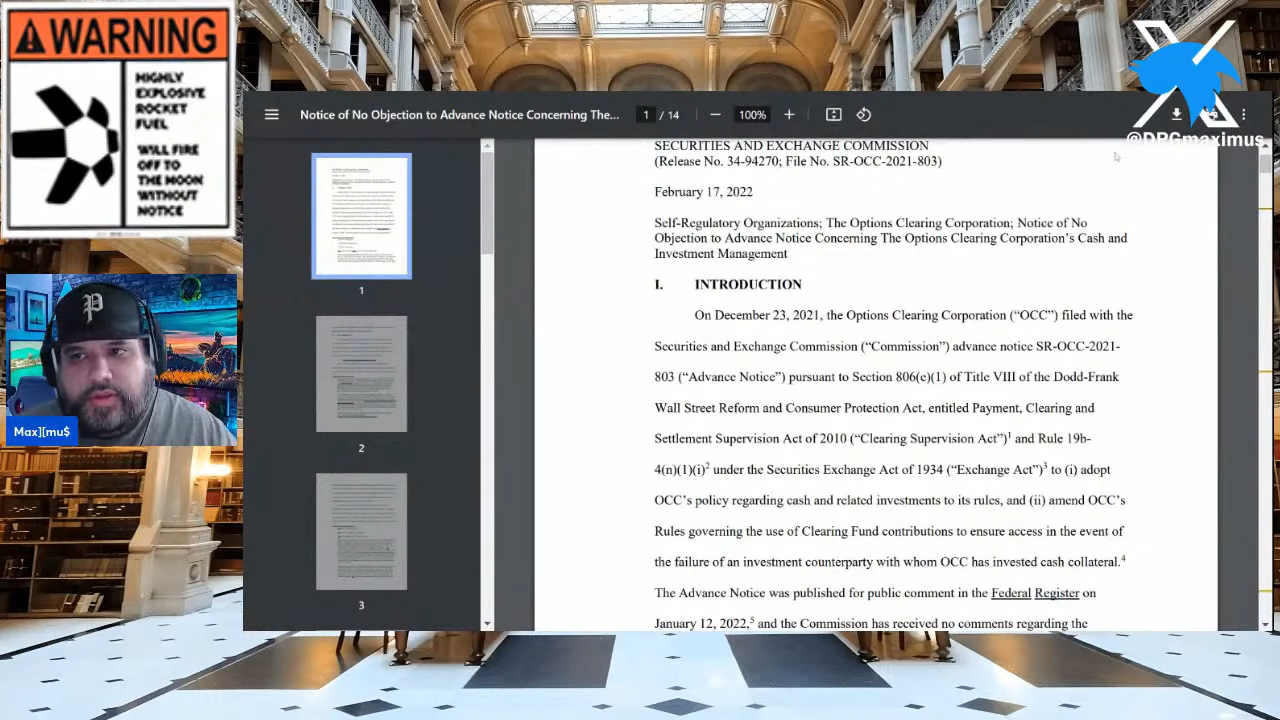 WARNING
HIGHLY
EXPLOSIVE
ROCKET
FUEL
WILL FIRE
OFF TO
THE MOON
WITHOUT
NOTICE
P
Max][mu$
@DRGmaximus
Notice of No Objection to Advance Notice Concerning The...
1 / 14
100%
1
2
3
SECURITIES AND EXCHANGE COMMISSION
(Release No. 34-94270; File No. SR-OCC-2021-803)
February 17, 2022
Self-Regulatory Organizations; The Options Clearing Corporation; Notice of No
Objection to Advance Notice Concerning The Options Clearing Corporation's Cash and
Investment Management
I. INTRODUCTION
On December 23, 2021, the Options Clearing Corporation (“OCC”) filed with the
Securities and Exchange Commission (“Commission”) advance notice SR-OCC-2021-
803 (“Advance Notice”) pursuant to Section 806(e)(1) of Title VIII of the Dodd-Frank
Wall Street Reform and Consumer Protection Act, entitled Payment, Clearing and
Settlement Supervision Act of 2010 (“Clearing Supervision Act”)1 and Rule 19b-
4(n)(1)(i)2 under the Securities Exchange Act of 1934 (“Exchange Act”)3 to (i) adopt
OCC's policy regarding cash and related investments to its rules, and (ii) amend OCC's
Rules governing the use of Clearing Fund contributions to ensure access in the event of
the failure of an investment counterparty with whom OCC has invested cash collateral.4
The Advance Notice was published for public comment in the Federal Register on
January 12, 2022,5 and the Commission has received no comments regarding the